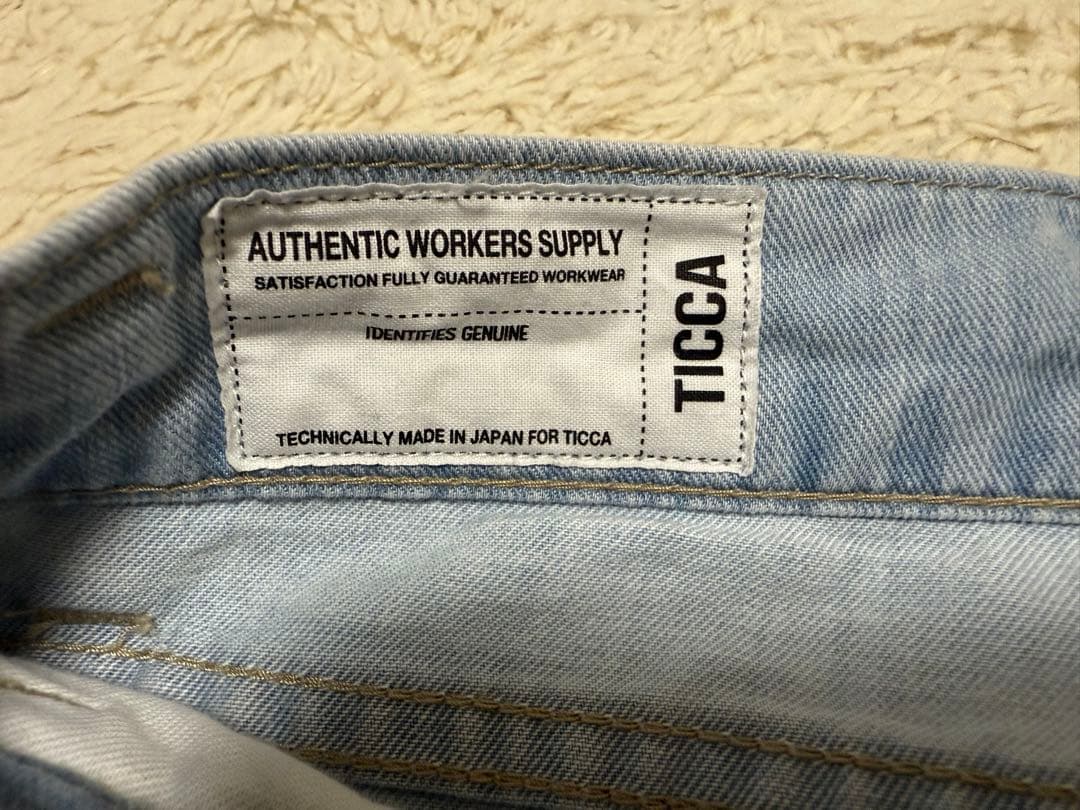 AUTHENTIC WORKERS SUPPLY
SATISFACTION FULLY GUARANTEED WORKWEAR
IDENTIFIES GENUINE
TECHNICALLY MADE IN JAPAN FOR TICCA
TICCA